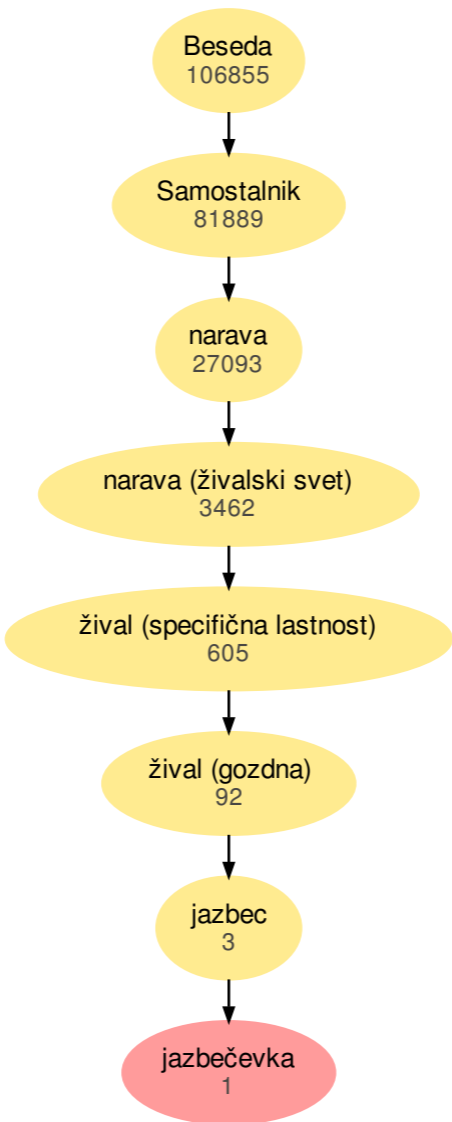 Beseda
106855
Samostalnik
81889
narava
27093
narava (živalski svet)
3462
žival (specifična lastnost)
605
žival (gozdna)
92
jazbec
3
jazbečevka
1